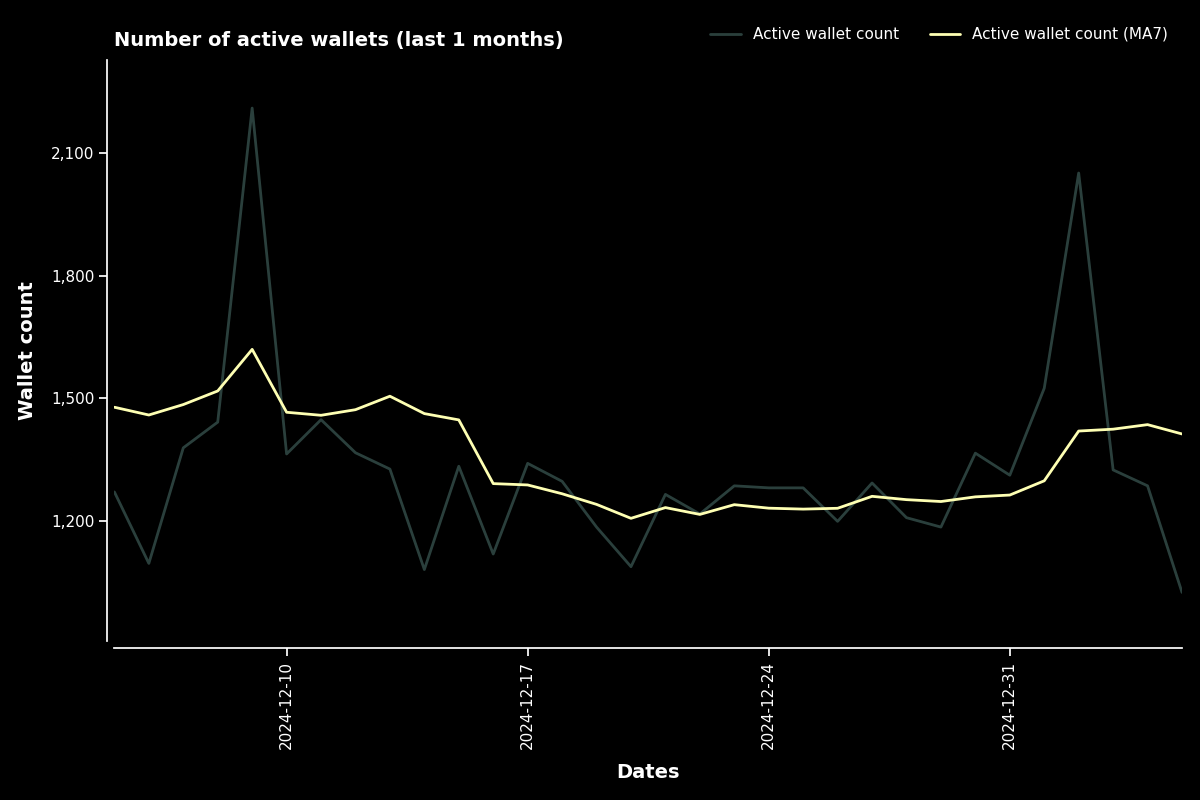 Number of active wallets (last 1 months)
Active wallet count
Active wallet count (MA7)
Wallet count
2,100
1,800
1,500
1,200
2024-12-10
2024-12-17
2024-12-24
2024-12-31
Dates